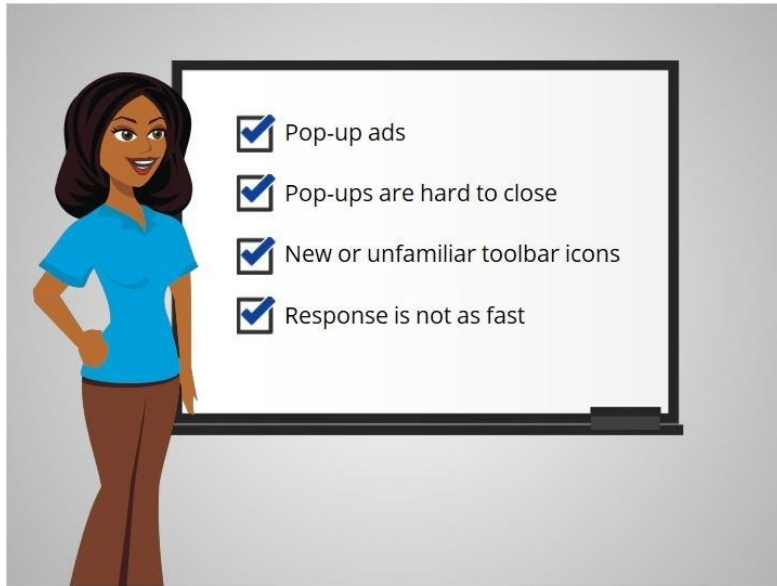 Pop-up ads
Pop-ups are hard to close
New or unfamiliar toolbar icons
Response is not as fast